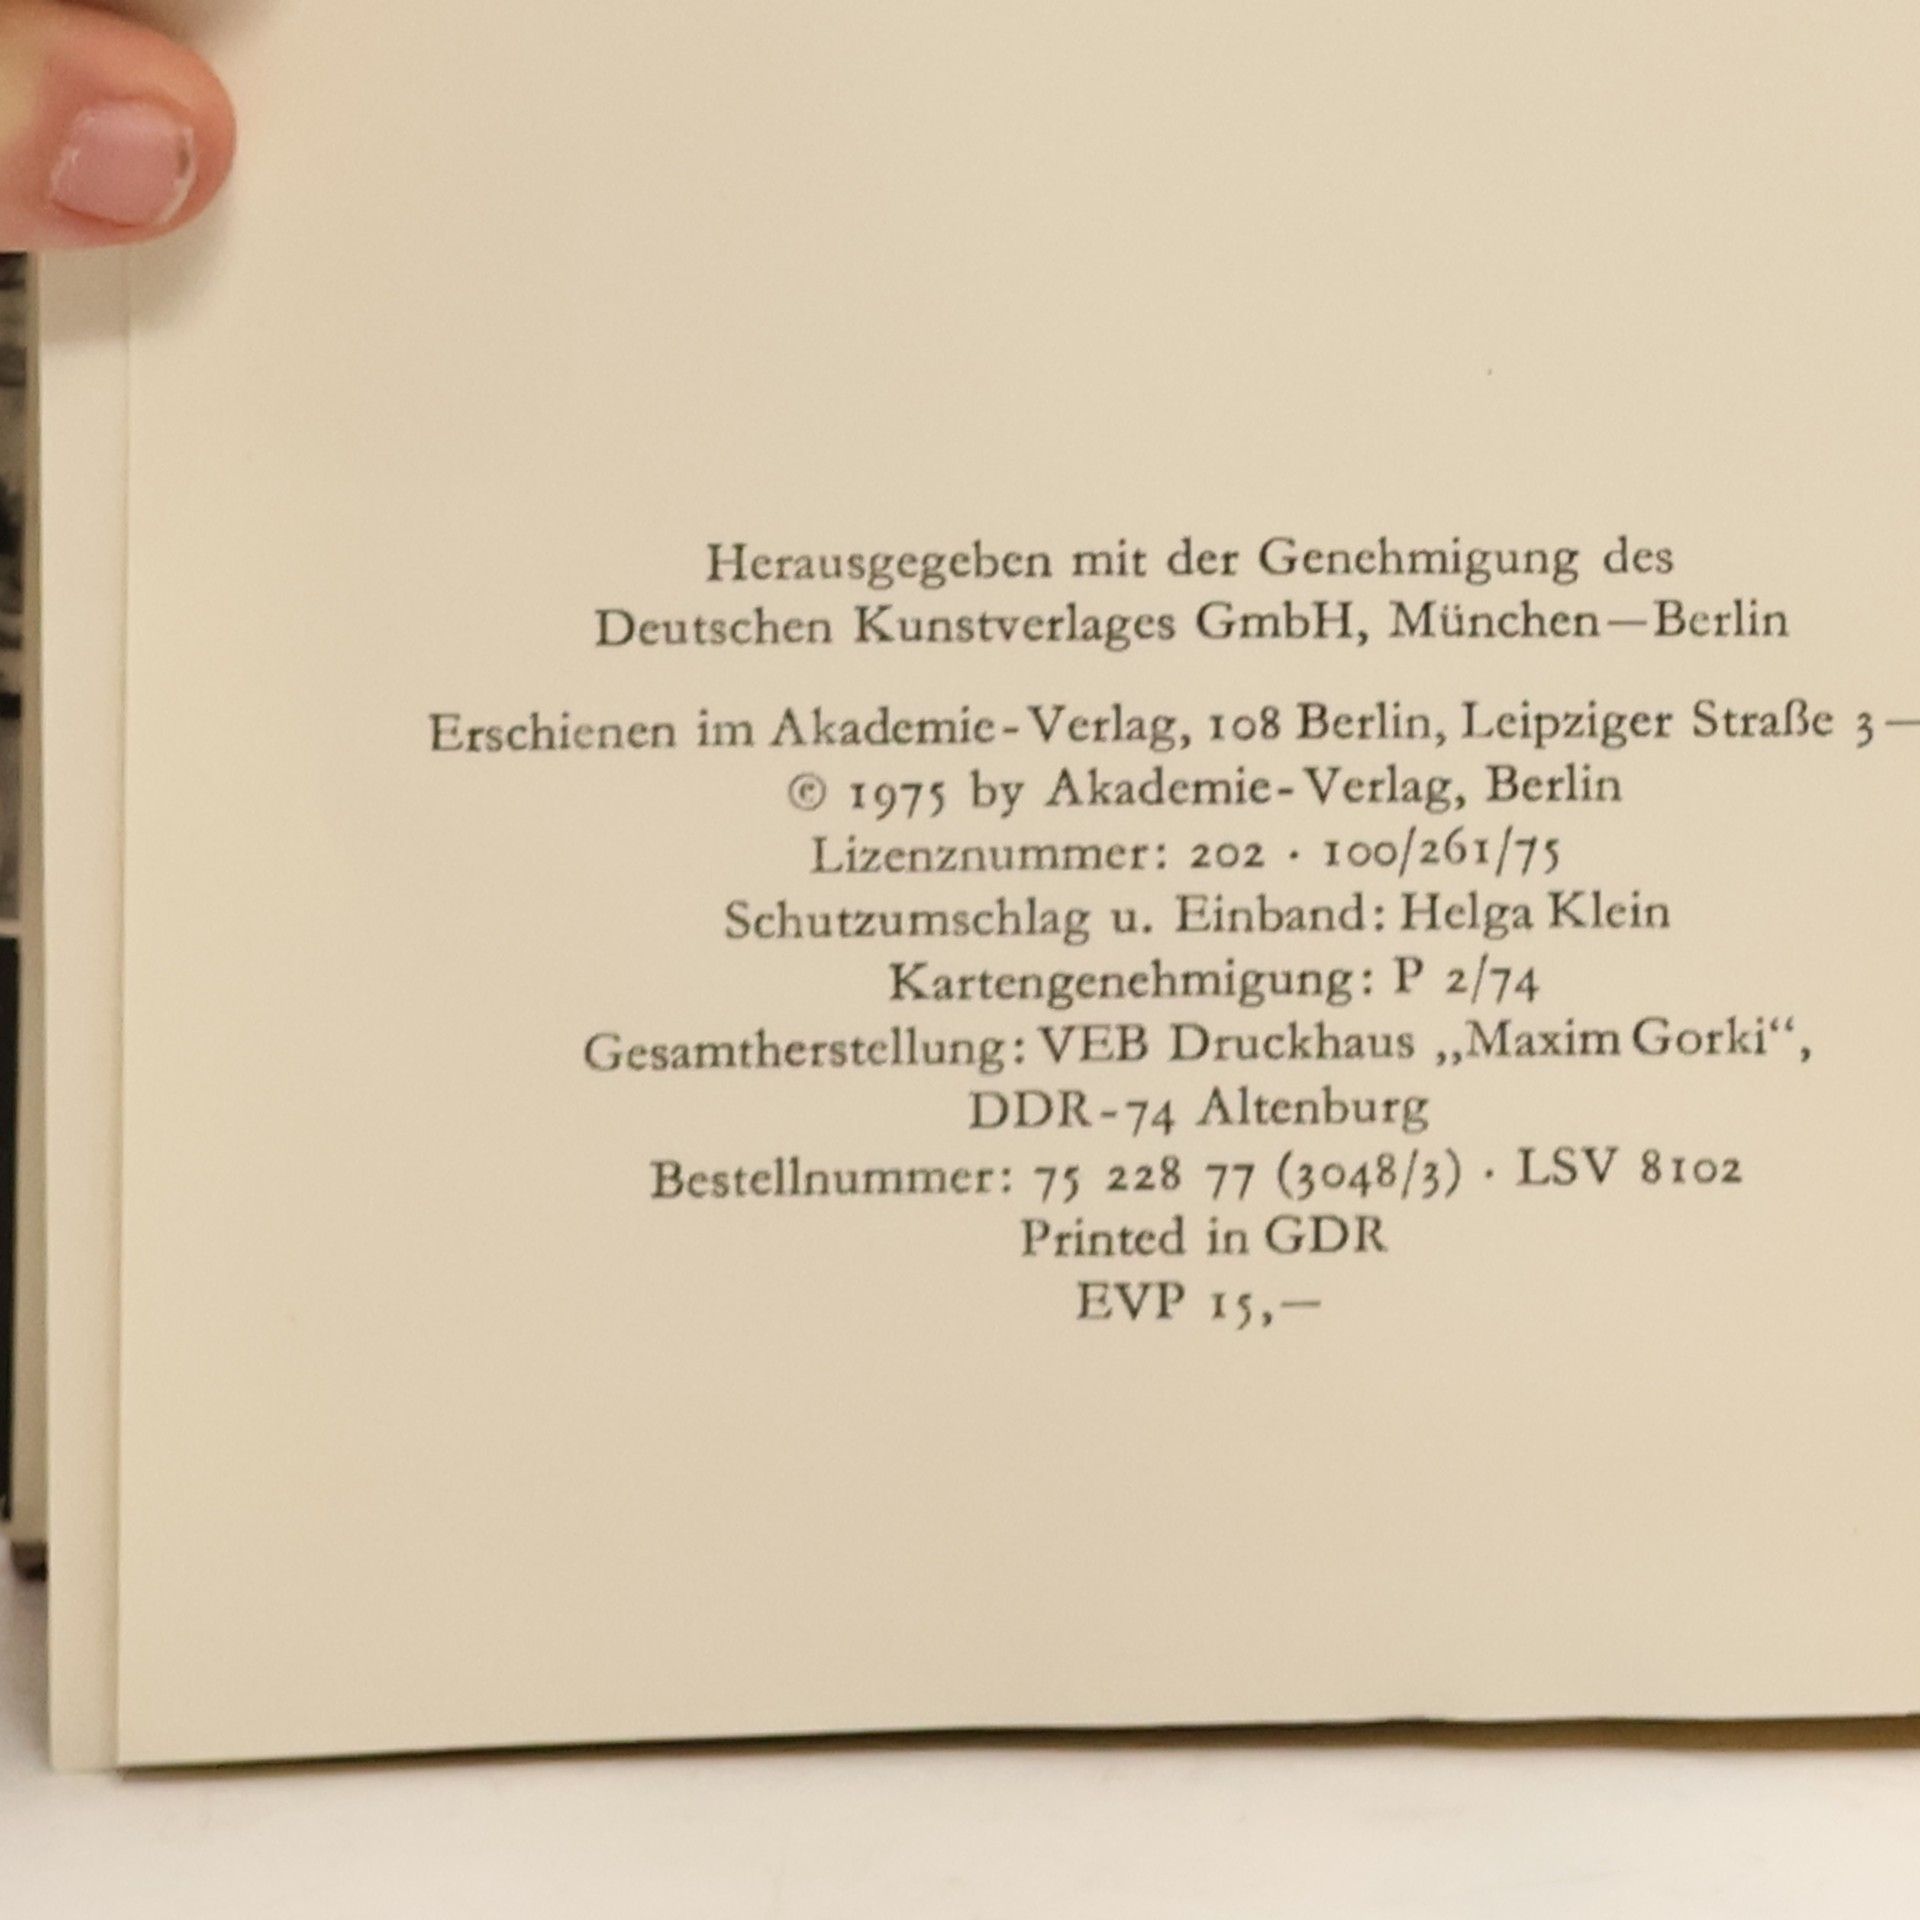 Herausgegeben mit der Genehmigung des
Deutschen Kunstverlages GmbH, München—Berlin
Erschienen im Akademie-Verlag, 108 Berlin, Leipziger Straße 3—
© 1975 by Akademie-Verlag, Berlin
Lizenznummer: 202 · 100/261/75
Schutzumschlag u. Einband: Helga Klein
Kartengenehmigung: P 2/74
Gesamtherstellung: VEB Druckhaus „Maxim Gorki“,
DDR-74 Altenburg
Bestellnummer: 75 228 77 (3048/3) · LSV 8102
Printed in GDR
EVP 15,—